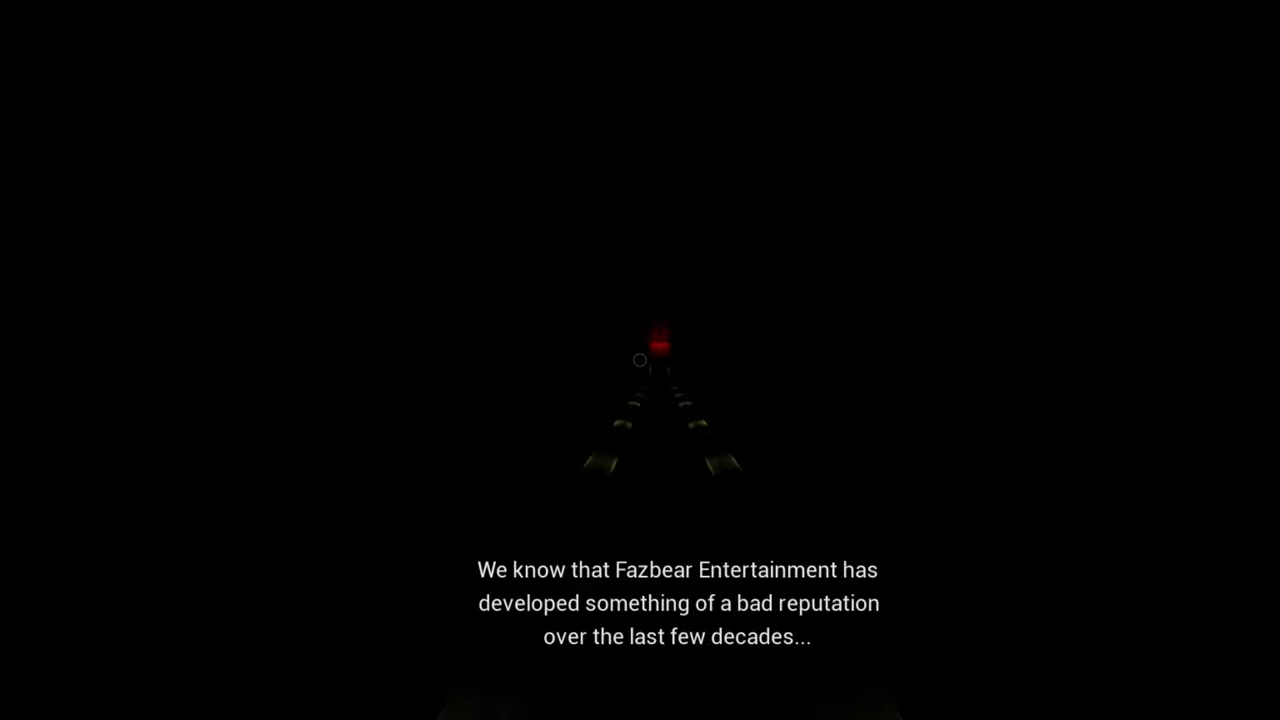 We know that Fazbear Entertainment has
developed something of a bad reputation
over the last few decades...